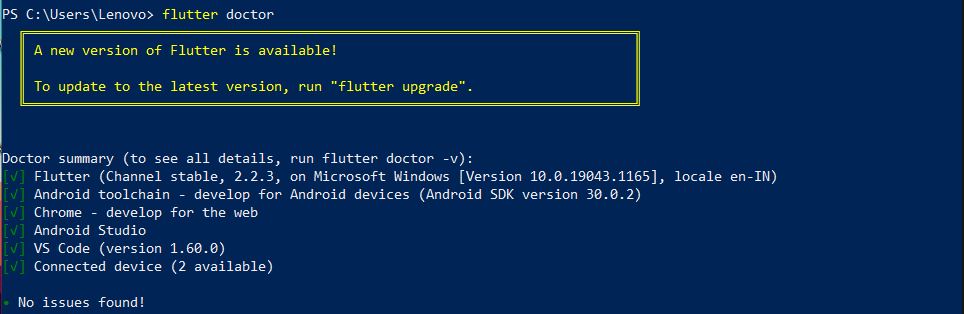 PS C:\Users\Lenovo> flutter doctor
A new version of Flutter is available!
To update to the latest version, run "flutter upgrade".
Doctor summary (to see all details, run flutter doctor -v):
[√] Flutter (Channel stable, 2.2.3, on Microsoft Windows [Version 10.0.19043.1165], locale en-IN)
[√] Android toolchain - develop for Android devices (Android SDK version 30.0.2)
[√] Chrome - develop for the web
[√] Android Studio
[√] VS Code (version 1.60.0)
[√] Connected device (2 available)
• No issues found!